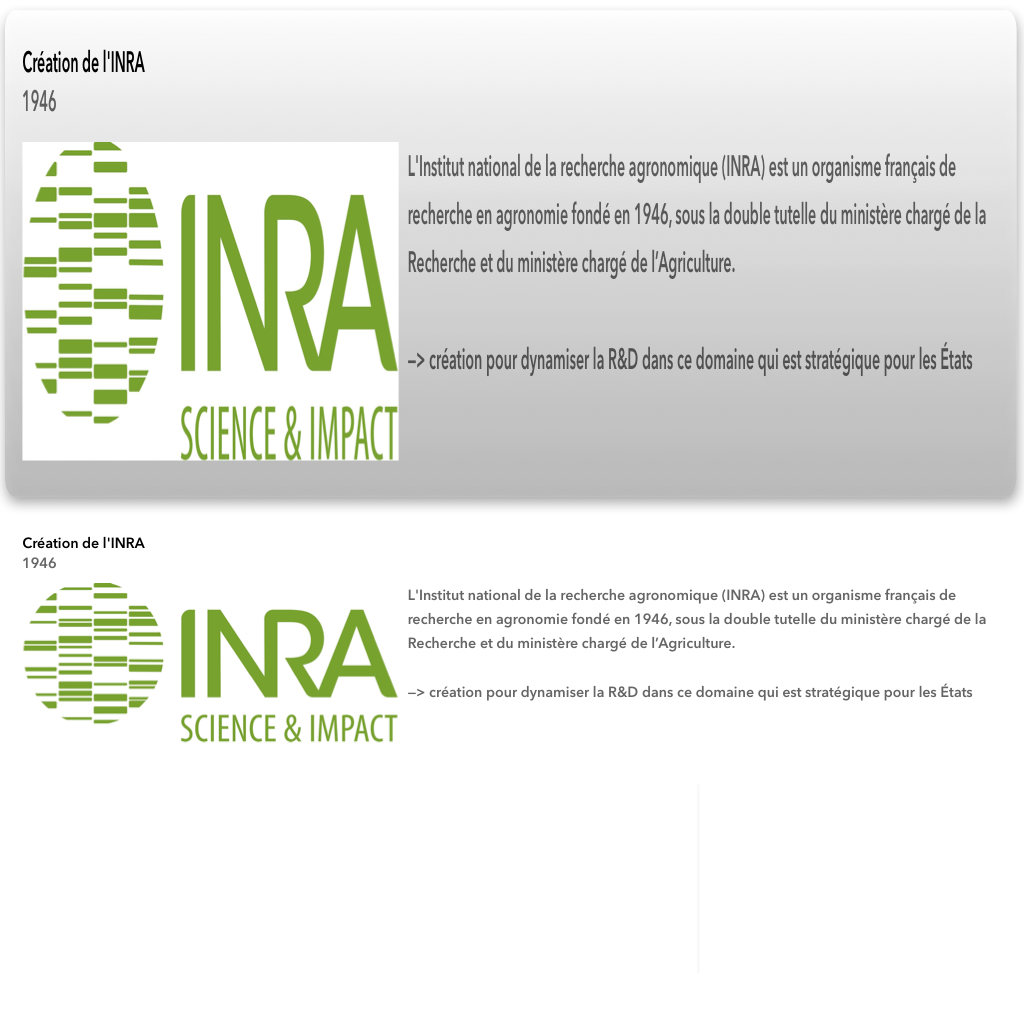 Création de l'INRA
1946
INRA
SCIENCE & IMPACT
L'Institut national de la recherche agronomique (INRA) est un organisme français de
recherche en agronomie fondé en 1946, sous la double tutelle du ministère chargé de la
Recherche et du ministère chargé de l’Agriculture.
—> création pour dynamiser la R&D dans ce domaine qui est stratégique pour les États
Création de l'INRA
1946
INRA
SCIENCE & IMPACT
L'Institut national de la recherche agronomique (INRA) est un organisme français de
recherche en agronomie fondé en 1946, sous la double tutelle du ministère chargé de la
Recherche et du ministère chargé de l’Agriculture.
—> création pour dynamiser la R&D dans ce domaine qui est stratégique pour les États